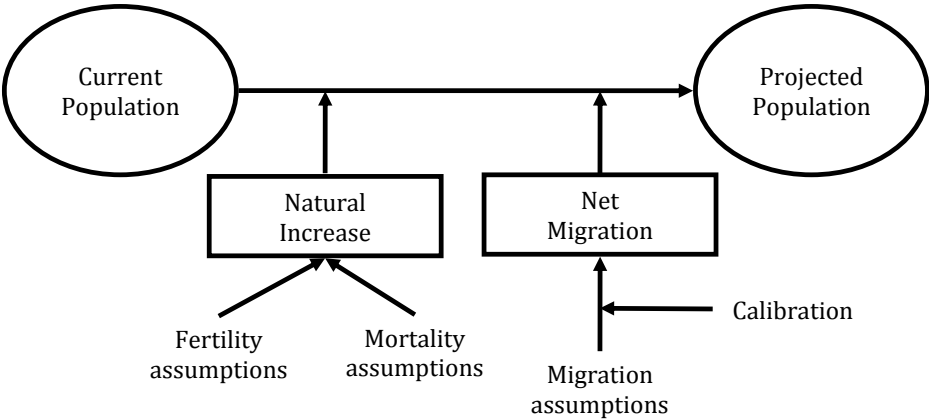 Current
Population
Projected
Population
Natural
Increase
Net
Migration
Fertility
assumptions
Mortality
assumptions
Calibration
Migration
assumptions